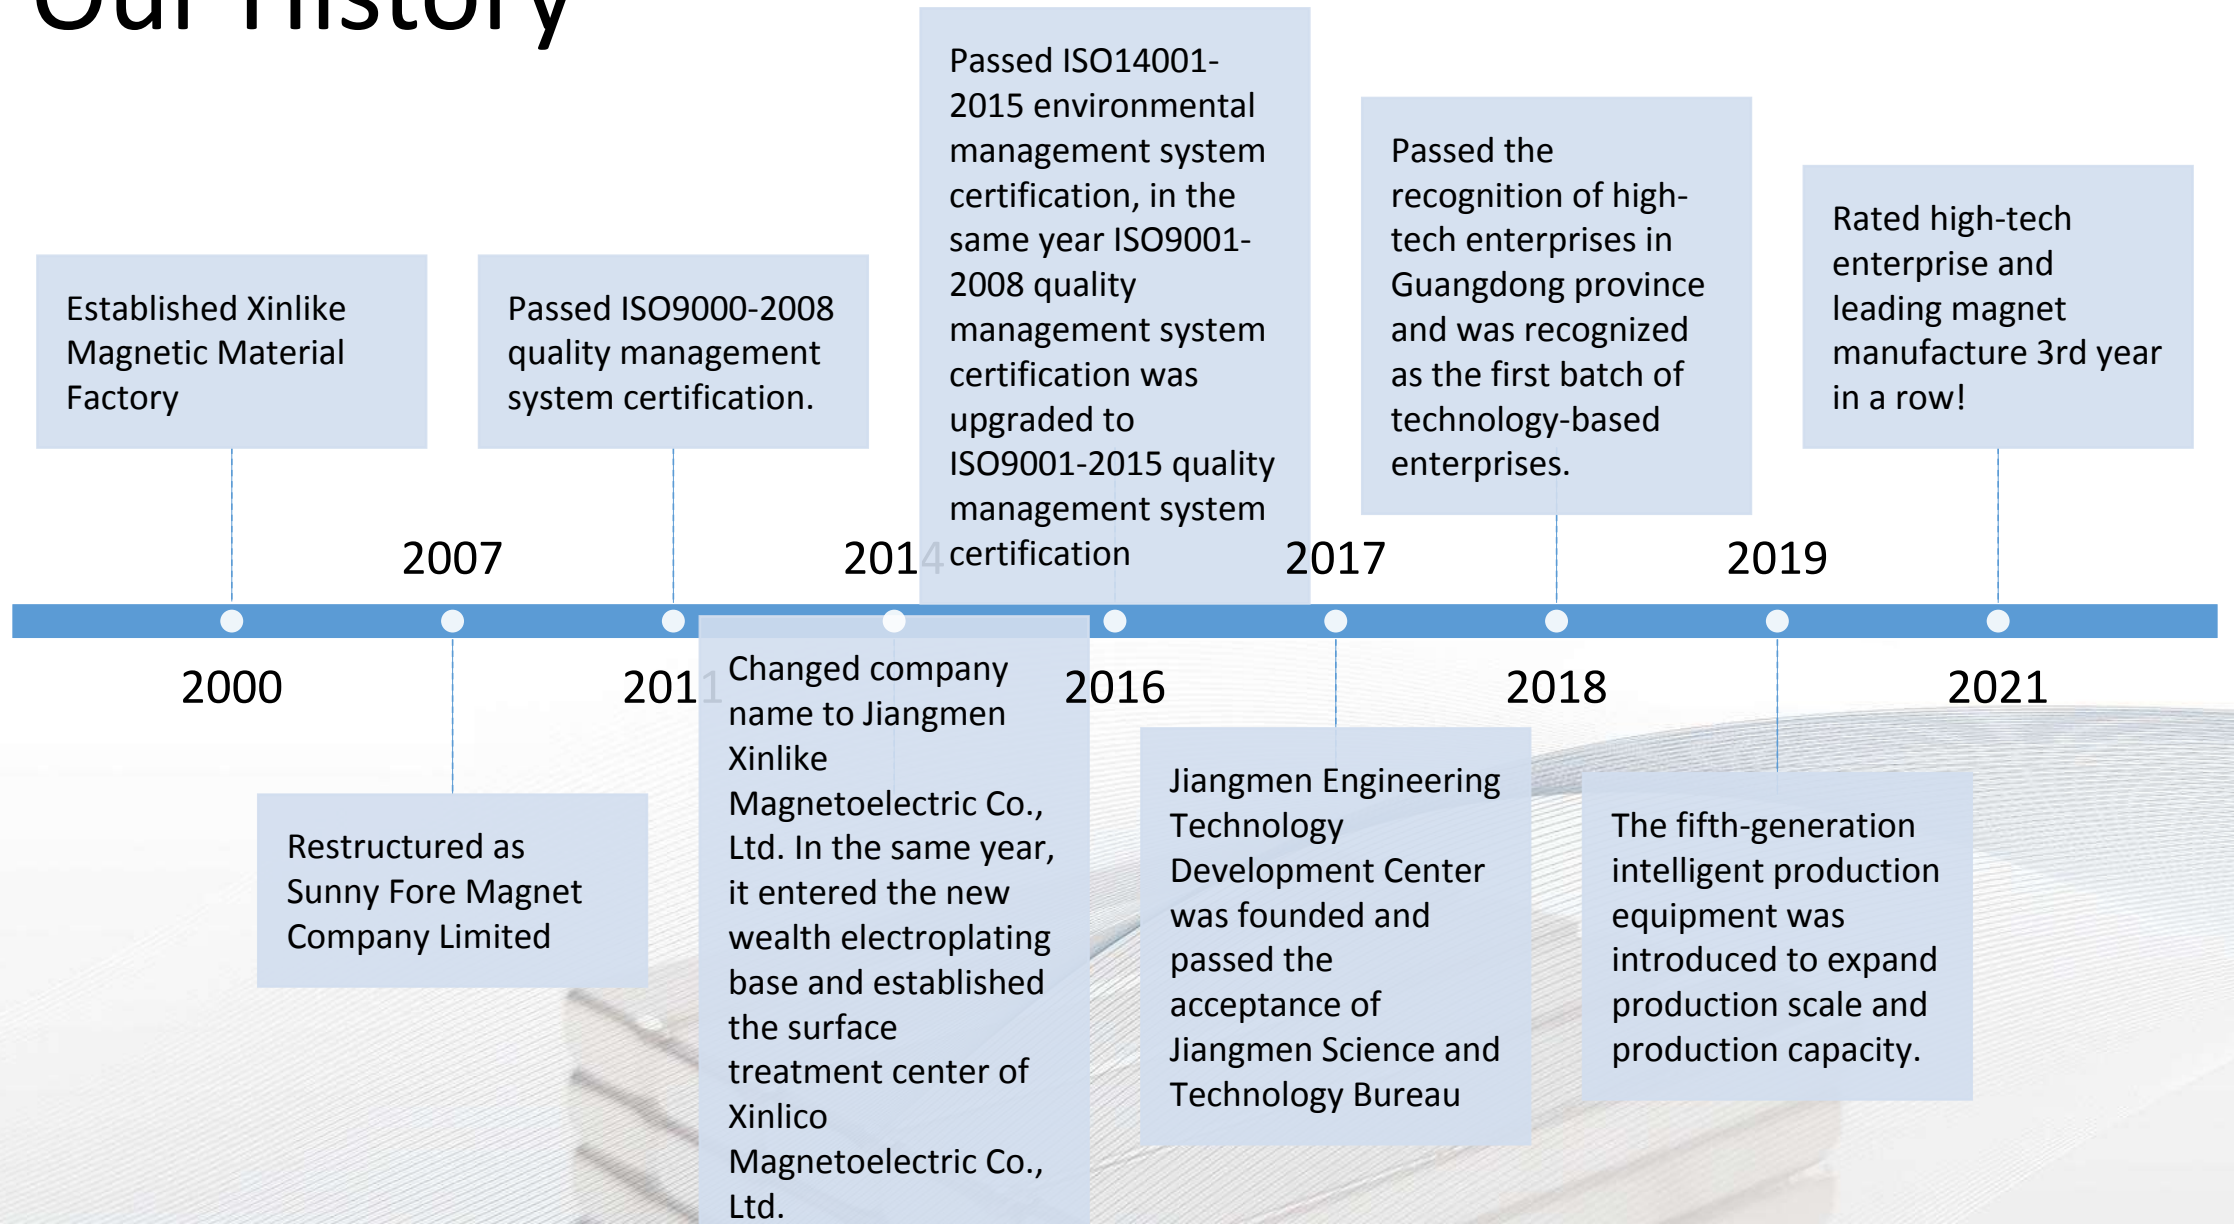 Our History
Established Xinlike
Magnetic Material
Factory
2000
2007
Restructured as
Sunny Fore Magnet
Company Limited
Passed ISO9000-2008
quality management
system certification.
2011
2014
Changed company
name to Jiangmen
Xinlike
Magnetoelectric Co.,
Ltd. In the same year,
it entered the new
wealth electroplating
base and established
the surface
treatment center of
Xinlico
Magnetoelectric Co.,
Ltd.
Passed ISO14001-
2015 environmental
management system
certification, in the
same year ISO9001-
2008 quality
management system
certification was
upgraded to
ISO9001-2015 quality
management system
certification
2016
2017
Jiangmen Engineering
Technology
Development Center
was founded and
passed the
acceptance of
Jiangmen Science and
Technology Bureau
Passed the
recognition of high-
tech enterprises in
Guangdong province
and was recognized
as the first batch of
technology-based
enterprises.
2018
2019
The fifth-generation
intelligent production
equipment was
introduced to expand
production scale and
production capacity.
Rated high-tech
enterprise and
leading magnet
manufacture 3rd year
in a row!
2021